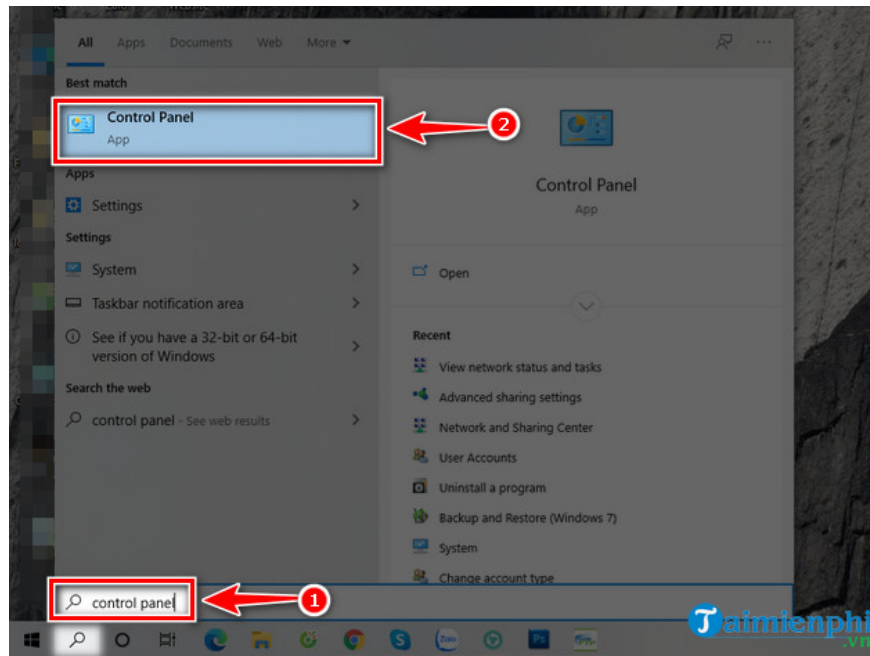 All Apps Documents Web More
Best match
Control Panel
App
2
Control Panel
App
Apps
Settings
Settings
System
Taskbar notification area
See if you have a 32-bit or 64-bit
version of Windows
Search the web
control panel - See web results
Open
Recent
View network status and tasks
Advanced sharing settings
Network and Sharing Center
User Accounts
Uninstall a program
Backup and Restore (Windows 7)
System
Change account type
control panel
1
Taimienphi
.vn
S
Zalo
Ps